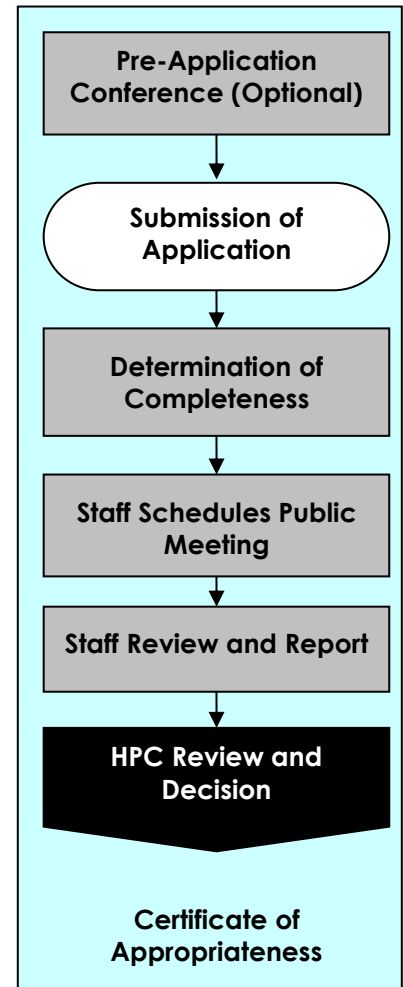 Pre-Application
Conference (Optional)
Submission of
Application
Determination of
Completeness
Staff Schedules Public
Meeting
Staff Review and Report
HPC Review and
Decision
Certificate of
Appropriateness